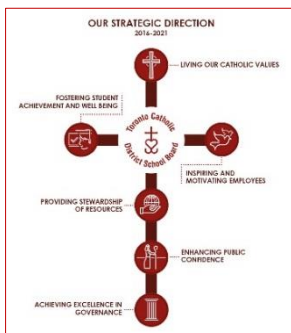 OUR STRATEGIC DIRECTION
2016-2021
LIVING OUR CATHOLIC VALUES
FOSTERING STUDENT
ACHIEVEMENT AND WELL BEING
Toronto Catholic
District School Board
INSPIRING AND
MOTIVATING EMPLOYEES
PROVIDING STEWARDSHIP
OF RESOURCES
ENHANCING PUBLIC
CONFIDENCE
ACHIEVING EXCELLENCE IN
GOVERNANCE